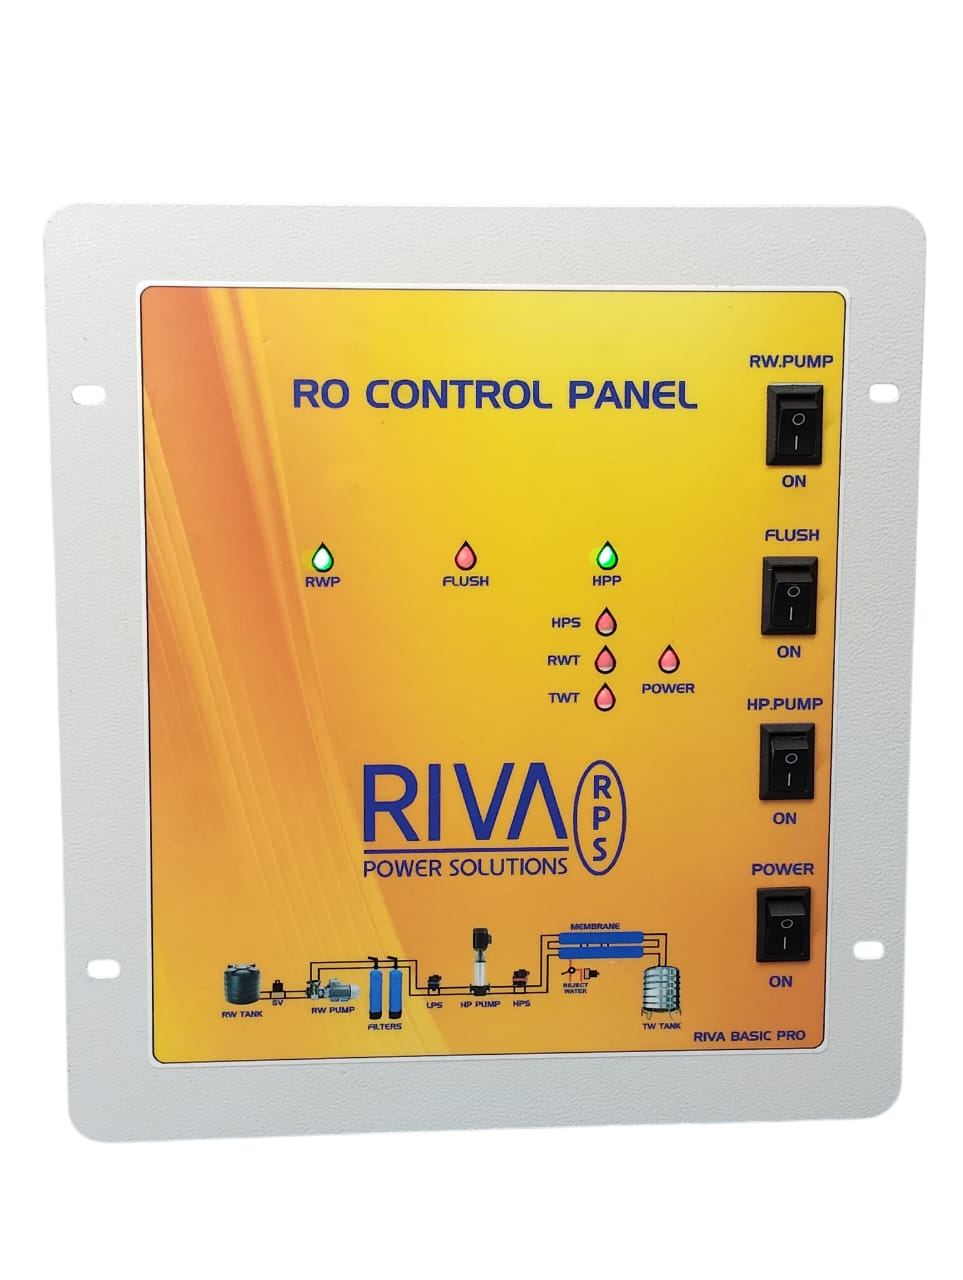 RW.PUMP
RO CONTROL PANEL
ON
FLUSH
RWP
FLUSH
HPP
HPS
RWT
POWER
TWT
ON
HP.PUMP
ON
RIVA
RPS
POWER SOLUTIONS
POWER
ON
MEMBRANE
REJECT
WATER
RW TANK
SV
RW PUMP
FILTERS
LPS
HP PUMP
HPS
TW TANK
RIVA BASIC PRO